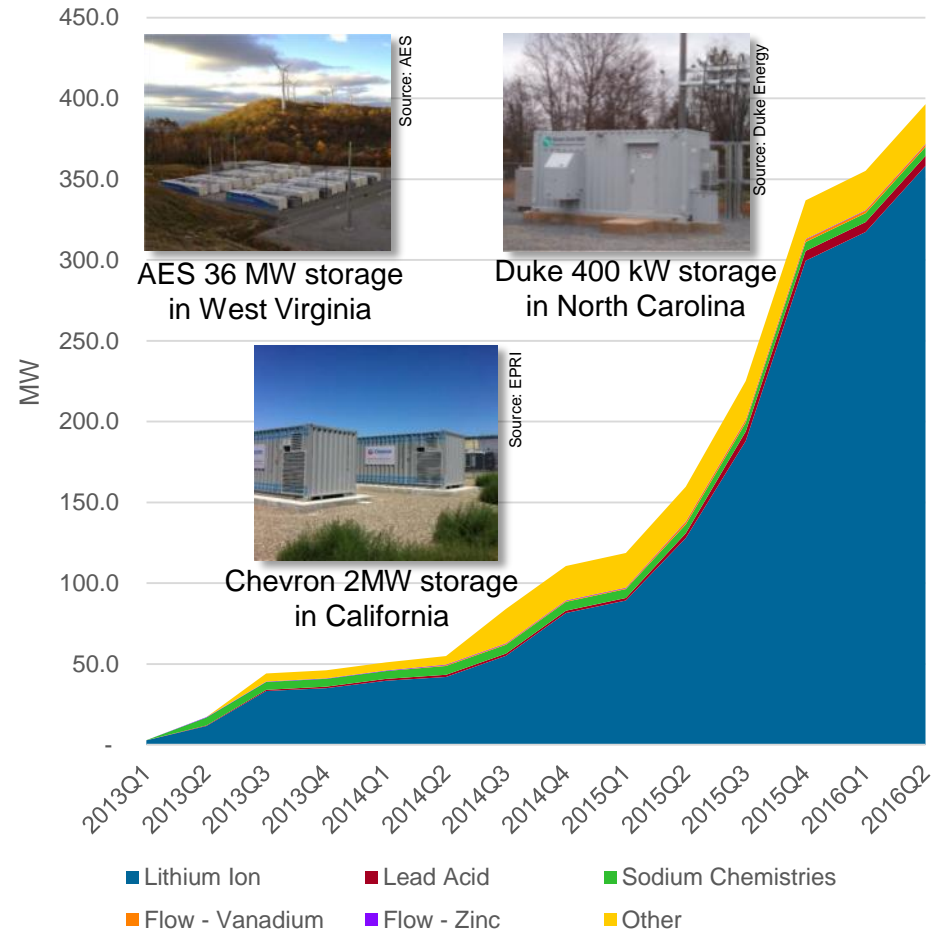 450.0
400.0
350.0
300.0
250.0
200.0
150.0
100.0
50.0
-
MW
Source: AES
AES 36 MW storage
in West Virginia
Source: Duke Energy
Duke 400 kW storage
in North Carolina
Source: EPRI
Chevron 2MW storage
in California
2013Q1
2013Q2
2013Q3
2013Q4
2014Q1
2014Q2
2014Q3
2014Q4
2015Q1
2015Q2
2015Q3
2015Q4
2016Q1
2016Q2
Lithium Ion
Lead Acid
Sodium Chemistries
Flow - Vanadium
Flow - Zinc
Other